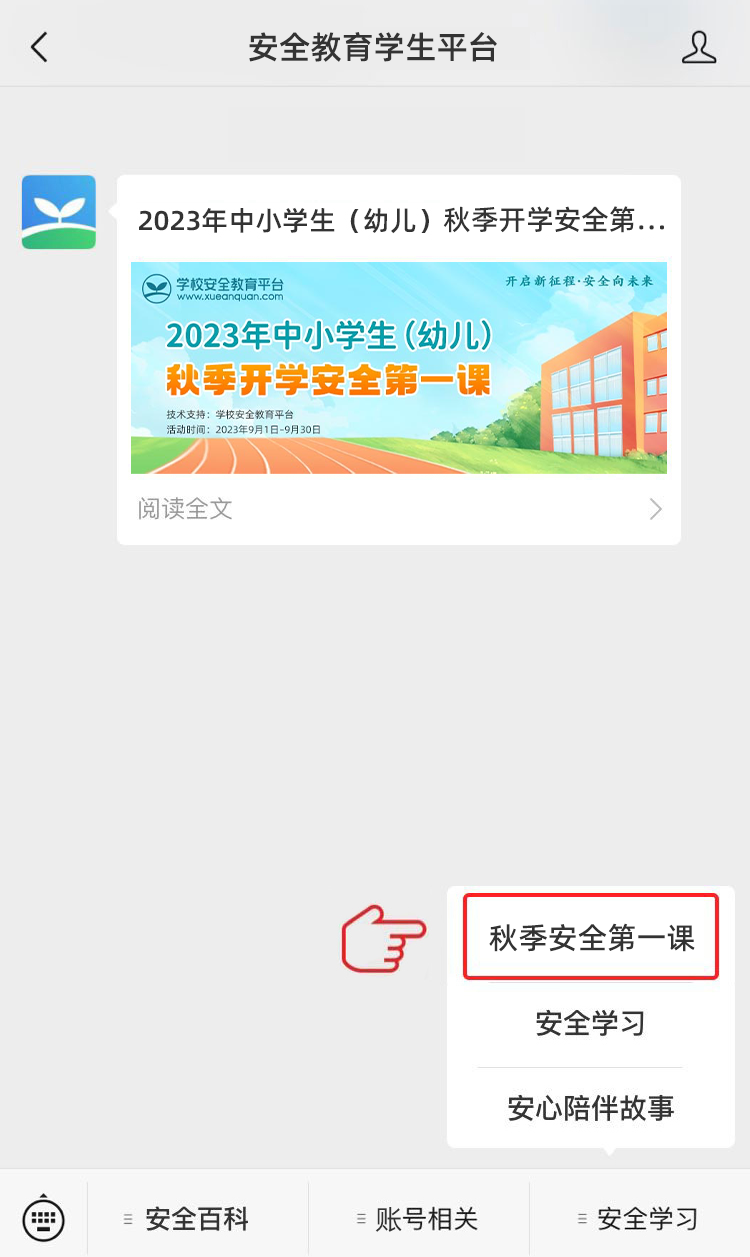 安全教育学生平台
2023年中小学生（幼儿）秋季开学安全第...
学校安全教育平台
www.xueanquan.com
开启新征程·安全向未来
2023年中小学生（幼儿）
秋季开学安全第一课
技术支持：学校安全教育平台
活动时间：2023年9月1日-9月30日
阅读全文
秋季安全第一课
安全学习
安心陪伴故事
安全百科
账号相关
安全学习